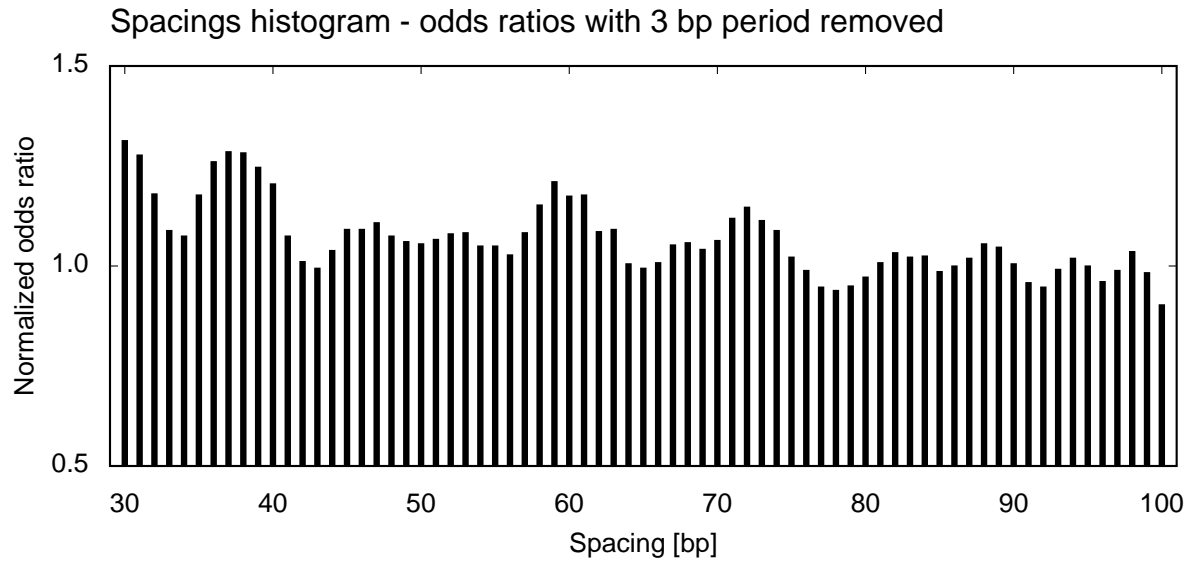 Spacings histogram - odds ratios with 3 bp period removed
1.5
1.0
0.5
Normalized odds ratio
30 40 50 60 70 80 90 100
Spacing [bp]